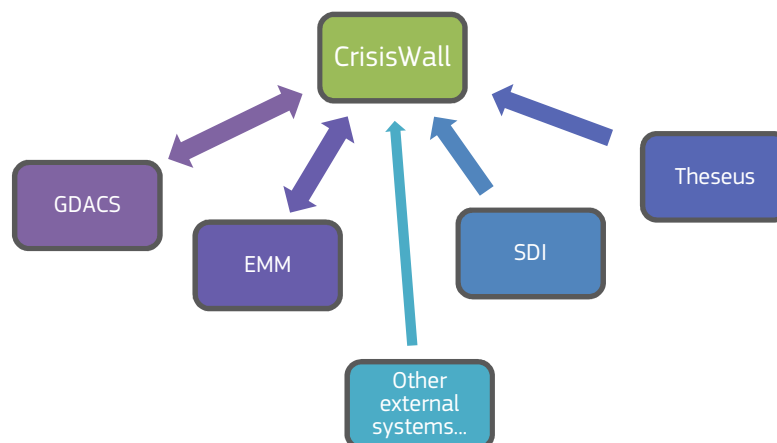 CrisisWall
GDACS
EMM
SDI
Theseus
Other
external
systems...